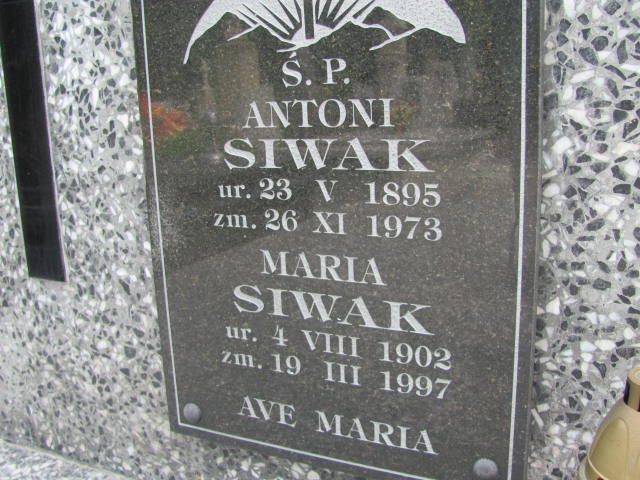 Ś. P.
ANTONI
SIWAK
ur. 23 V 1895
zm. 26 XI 1973
MARIA
SIWAK
ur. 4 VIII 1902
zm. 19 III 1997
AVE MARIA